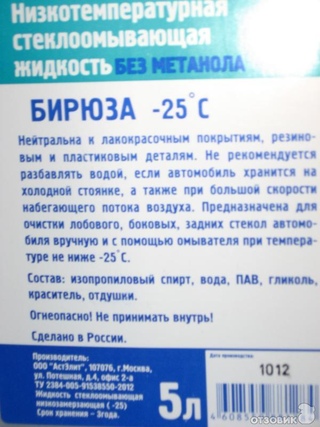 Низкотемпературная
стеклоомывающая
жидкость БЕЗ МЕТАНОЛА
БИРЮЗА -25°С
Нейтральна к лакокрасочным покрытиям, резино-
вым и пластиковым деталям. Не рекомендуется
разбавлять водой, если автомобиль хранится на
холодной стоянке, а также при большой скорости
набегающего потока воздуха. Предназначена для
очистки лобового, боковых, задних стекол автомо-
биля вручную и с помощью омывателя при темпера-
туре не ниже -25°С.
Состав: изопропиловый спирт, вода, ПАВ, гликоль,
краситель, отдушки.
Огнеопасно! Не принимать внутрь!
Сделано в России.
Производитель:
ООО "АстЭлит", 107076, г.Москва,
ул. Потешная, д.4, офис 2-а
ТУ 2384-005-91538550-2012
Жидкость стеклоомывающая
низкозамерзающая (-25)
Срок хранения - 3года.
5л
Дата производства:
1012
отзовик